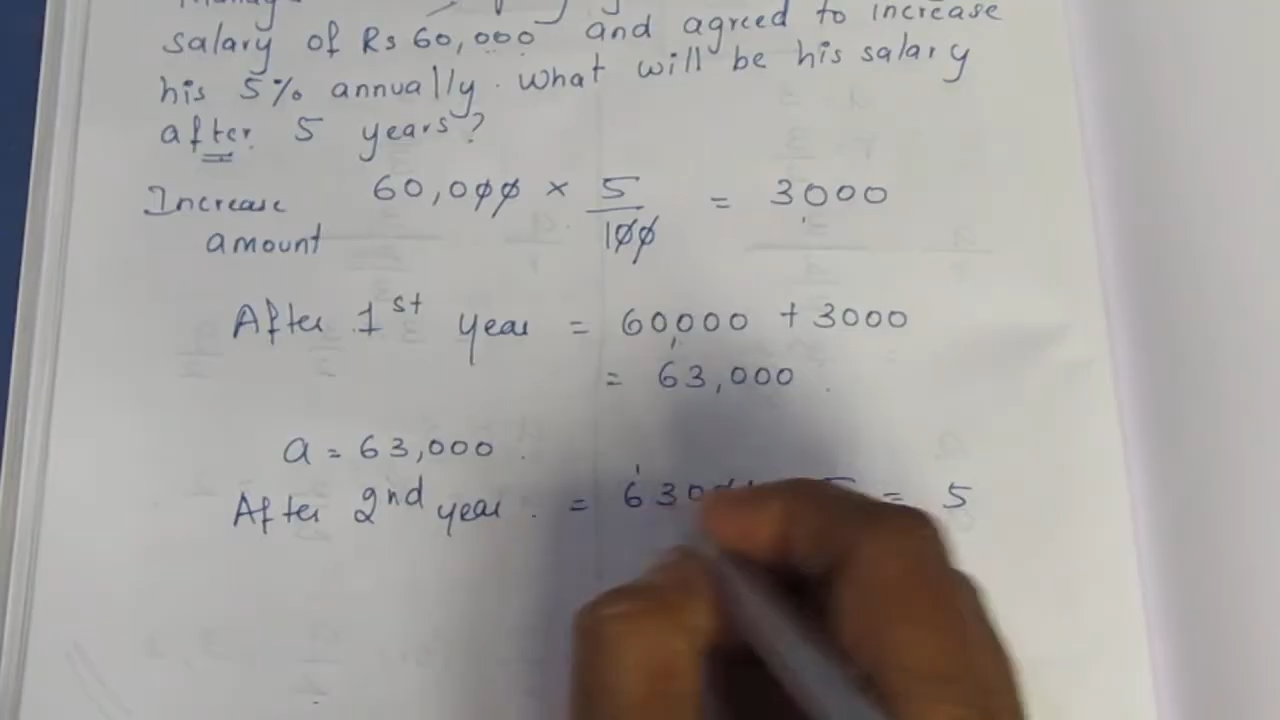 salary of Rs 60,000 and agreed to increase
his 5% annually. What will be his salary
after 5 years?
Increase 60,000 × 5/100 = 3000
amount
After 1st year = 60000 + 3000
= 63,000
a = 63,000
After 2nd year = 630 = 5